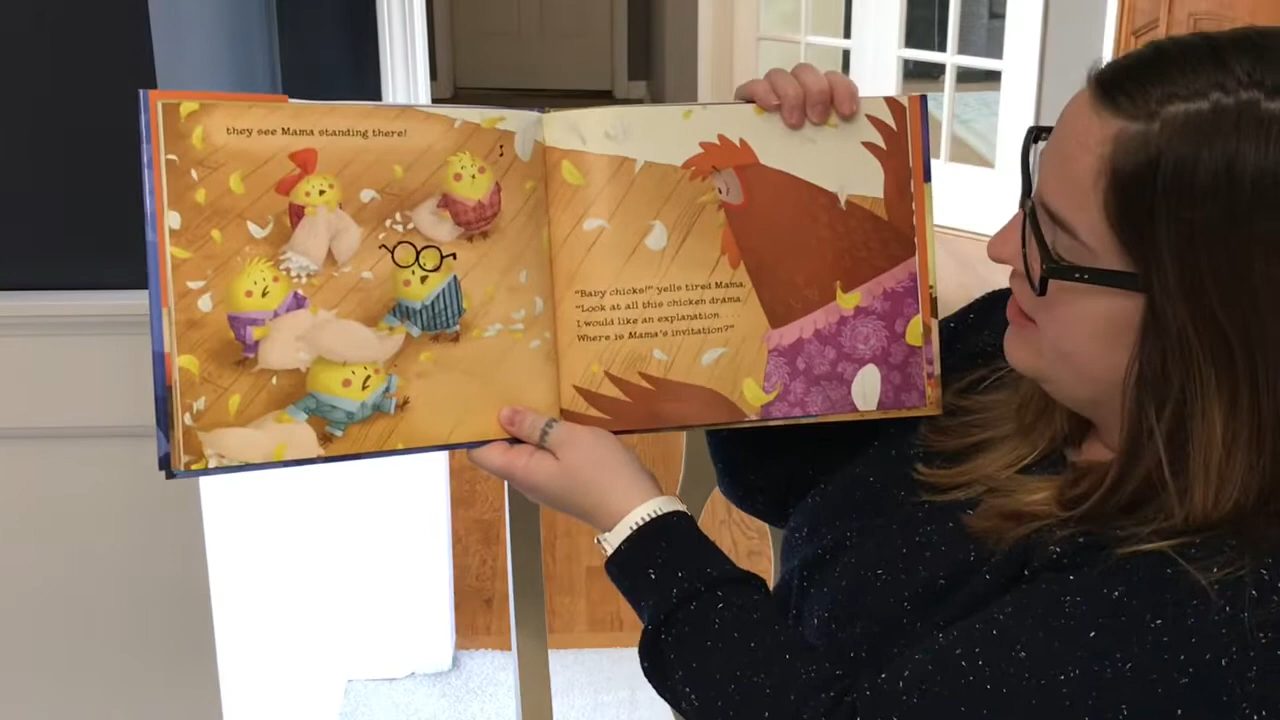 they see Mama standing there!
"Baby chicks!" yells tired Mama,
"Look at all this chicken drama.
I would like an explanation. . . .
Where is Mama's invitation?"